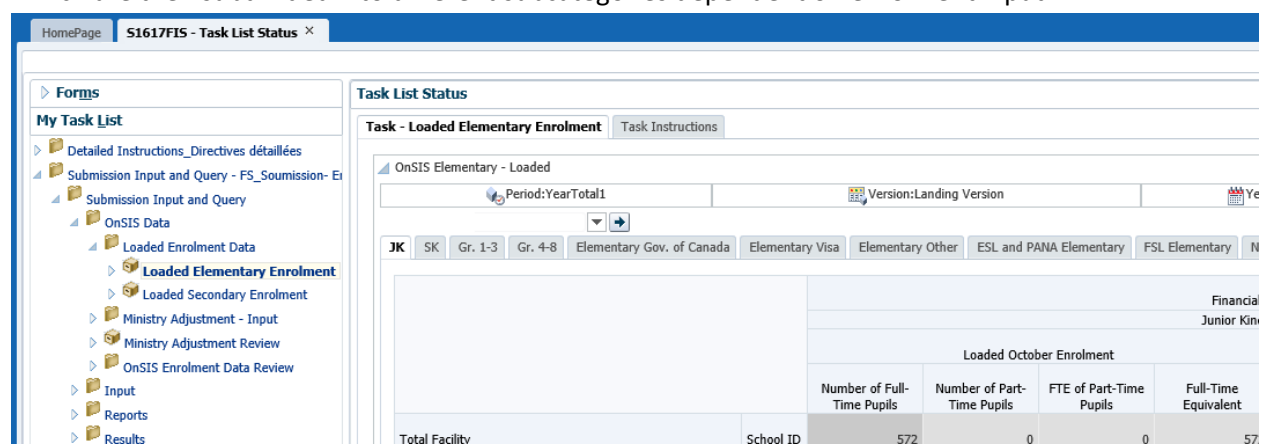 HomePage S1617FIS - Task List Status ×
Forms
My Task List
Detailed Instructions_Directives détaillées
Submission Input and Query - FS_Soumission- E
Submission Input and Query
OnSIS Data
Loaded Enrolment Data
Loaded Elementary Enrolment
Loaded Secondary Enrolment
Ministry Adjustment - Input
Ministry Adjustment Review
OnSIS Enrolment Data Review
Input
Reports
Results
Task List Status
Task - Loaded Elementary Enrolment Task Instructions
OnSIS Elementary - Loaded
Period:YearTotal1 Version:Landing Version Ye
JK SK Gr. 1-3 Gr. 4-8 Elementary Gov. of Canada Elementary Visa Elementary Other ESL and PANA Elementary FSL Elementary N
Financial
Junior Kin
Loaded October Enrolment
Number of Full-Time Pupils Number of Part-Time Pupils FTE of Part-Time Pupils Full-Time Equivalent
Total Facility School ID 572 0 0 57